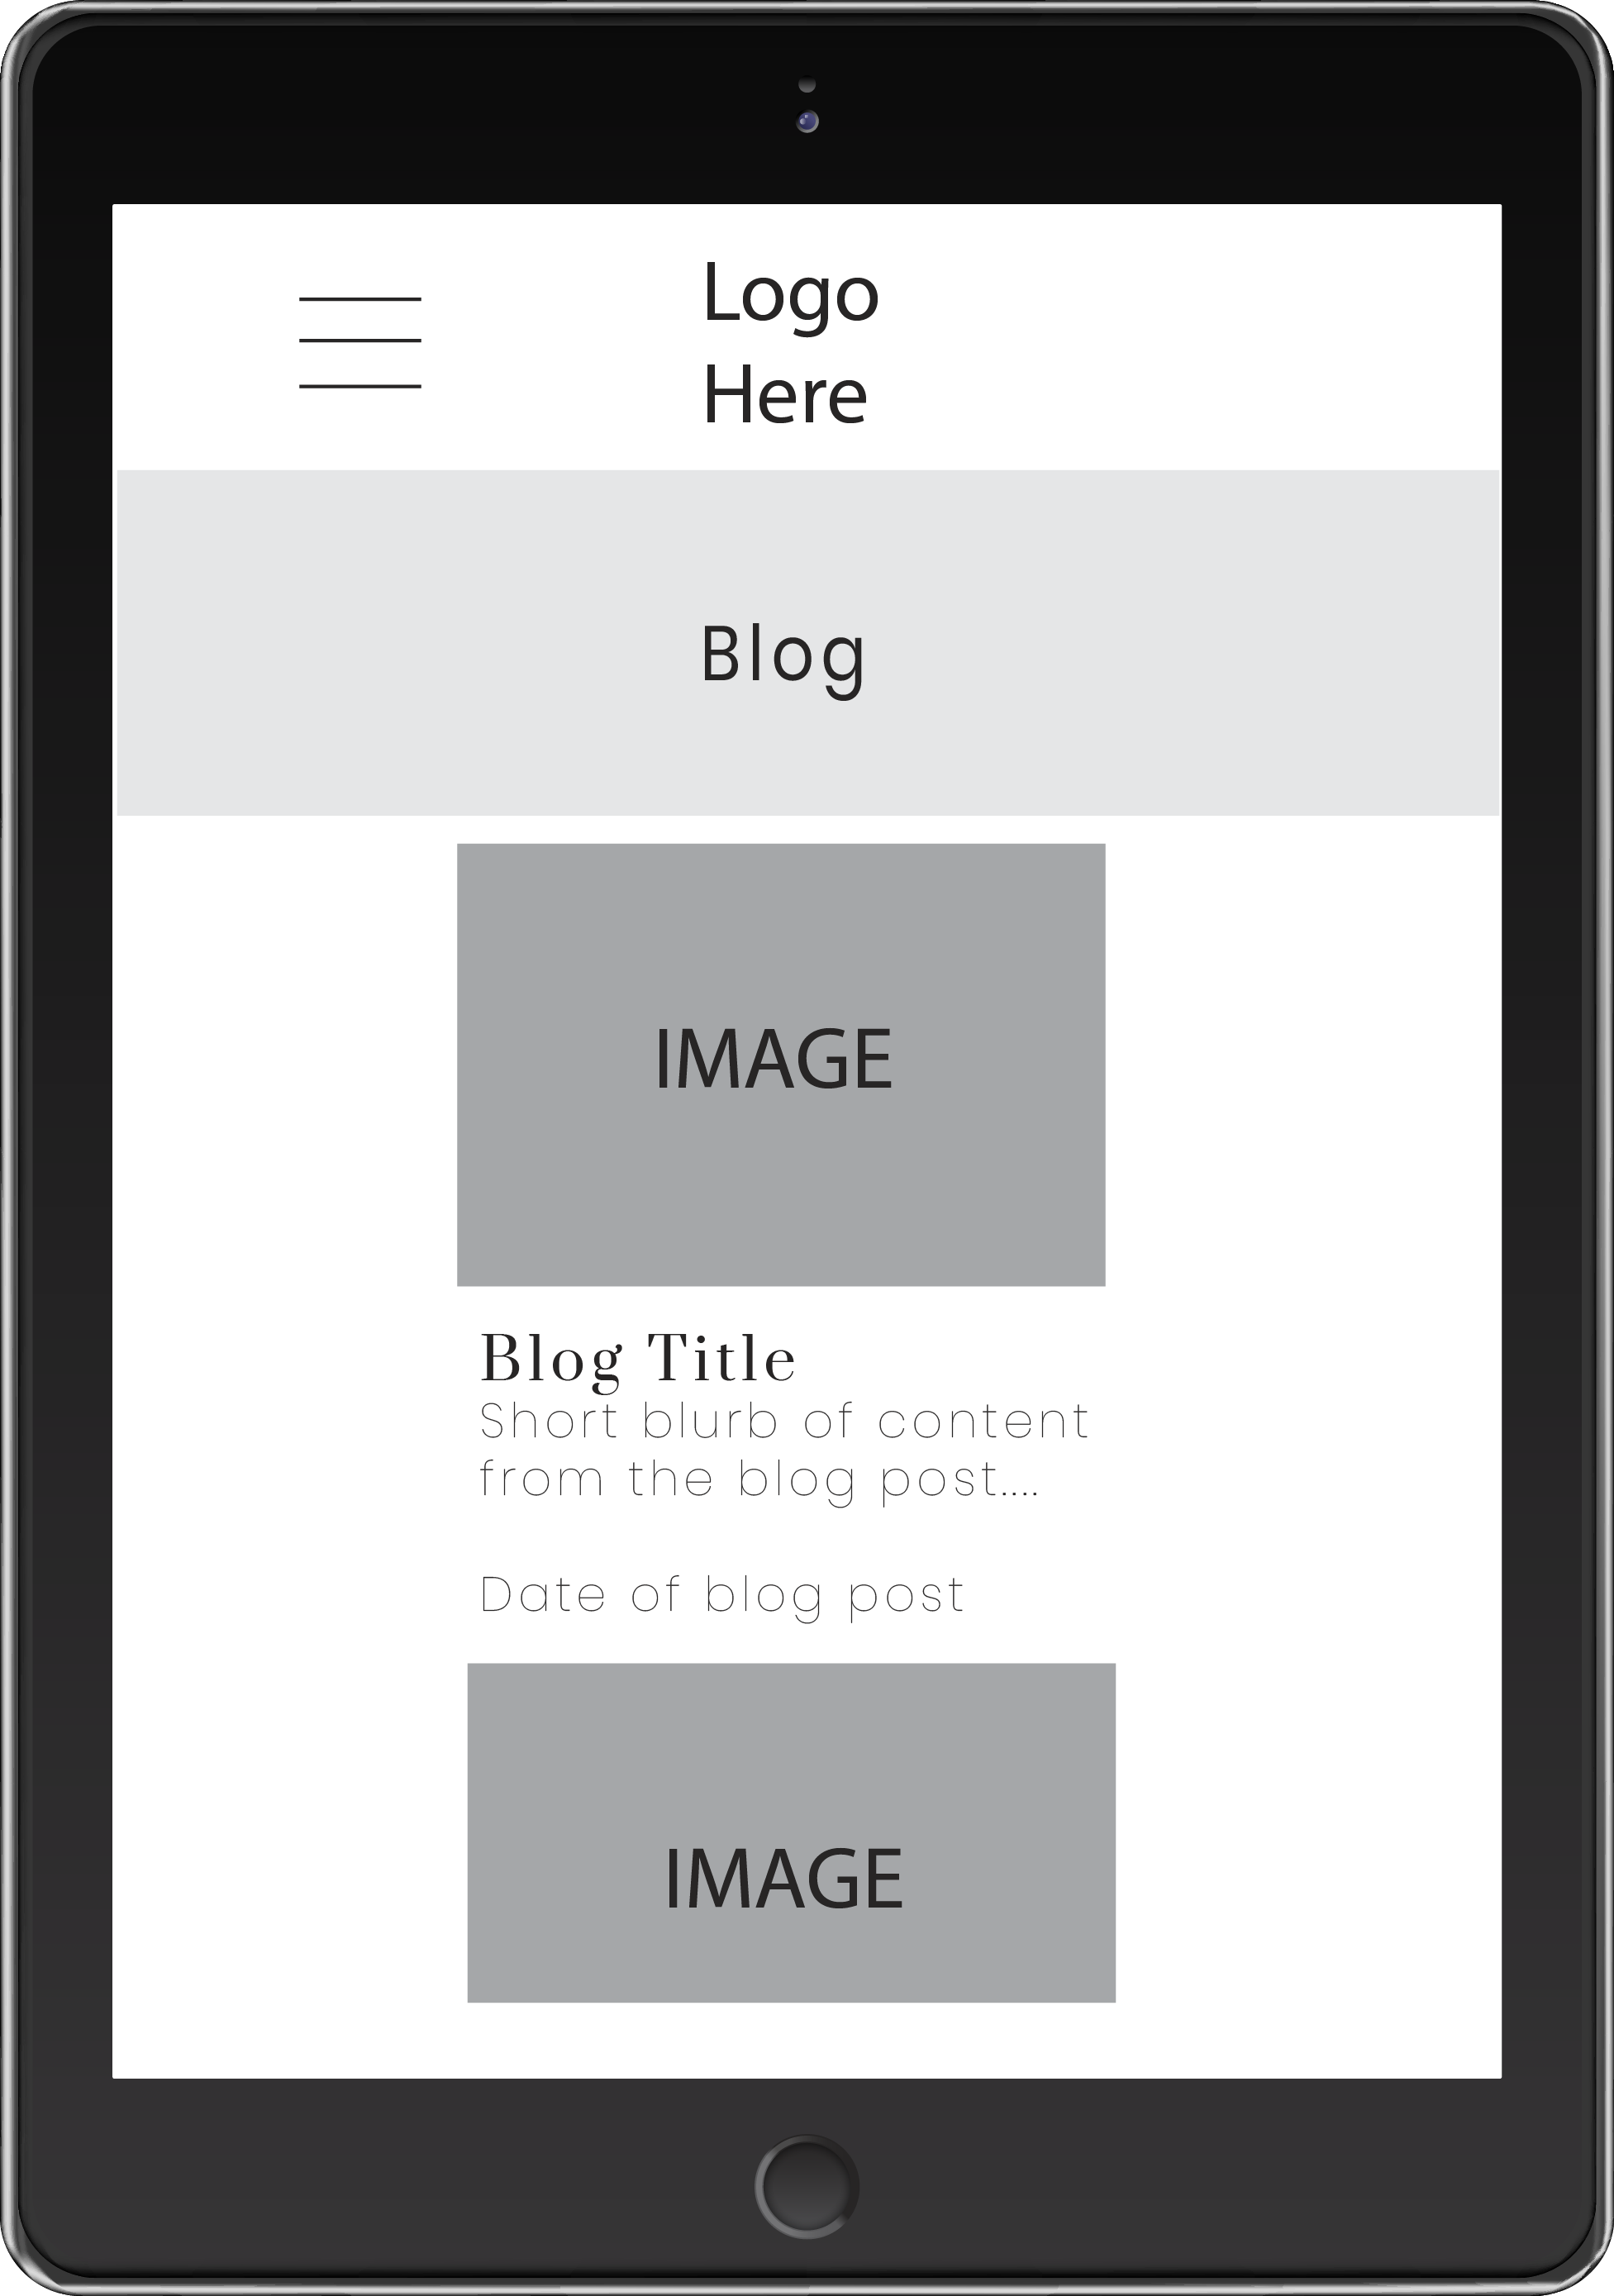 Logo
Here
Blog
IMAGE
Blog Title
Short blurb of content
from the blog post....
Date of blog post
IMAGE